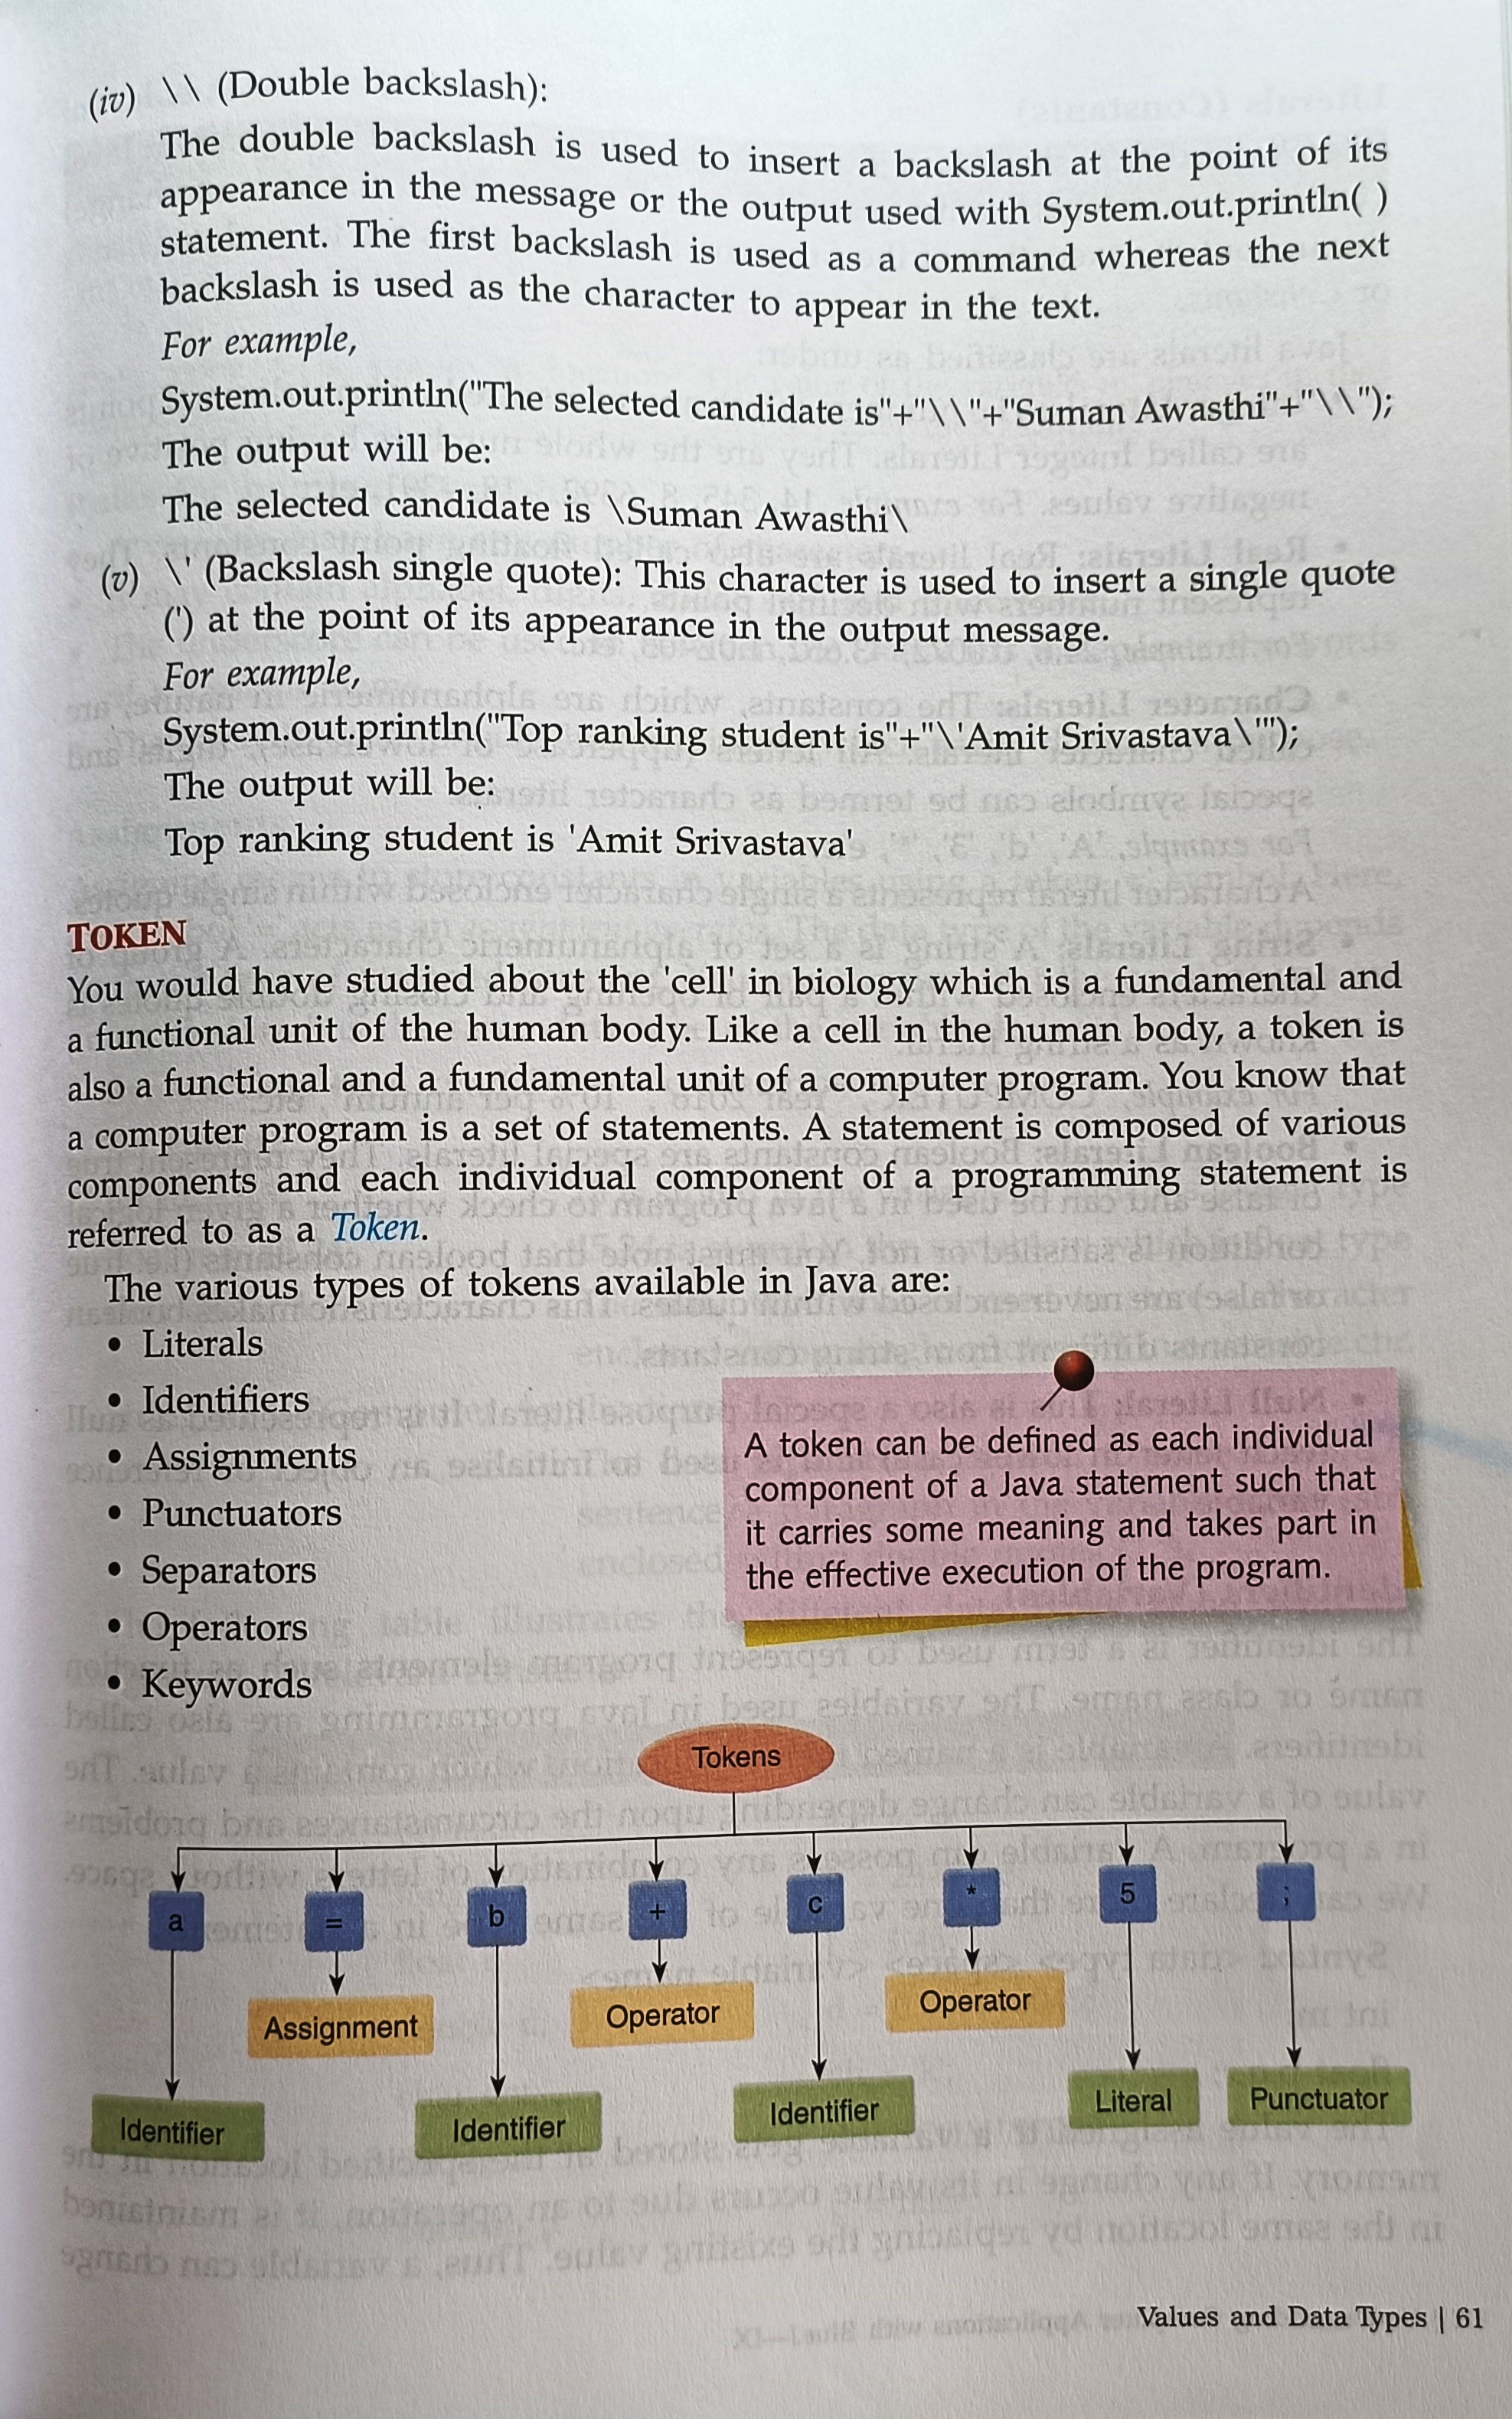 (iv) \\ (Double backslash):
The double backslash is used to insert a backslash at the point of its
appearance in the message or the output used with System.out.println( )
statement. The first backslash is used as a command whereas the next
backslash is used as the character to appear in the text.
For example,
System.out.println("The selected candidate is"+"\\"+"Suman Awasthi"+"\\");
The output will be:
The selected candidate is \Suman Awasthi\
(v) \' (Backslash single quote): This character is used to insert a single quote
(') at the point of its appearance in the output message.
For example,
System.out.println("Top ranking student is"+"\'Amit Srivastava\'");
The output will be:
Top ranking student is 'Amit Srivastava'
TOKEN
You would have studied about the 'cell' in biology which is a fundamental and
a functional unit of the human body. Like a cell in the human body, a token is
also a functional and a fundamental unit of a computer program. You know that
a computer program is a set of statements. A statement is composed of various
components and each individual component of a programming statement is
referred to as a Token.
The various types of tokens available in Java are:
• Literals
• Identifiers
• Assignments
• Punctuators
• Separators
• Operators
• Keywords
A token can be defined as each individual
component of a Java statement such that
it carries some meaning and takes part in
the effective execution of the program.
Tokens
a = b + c * 5 ;
Assignment Operator Operator
Identifier Identifier Identifier Literal Punctuator
Values and Data Types | 61